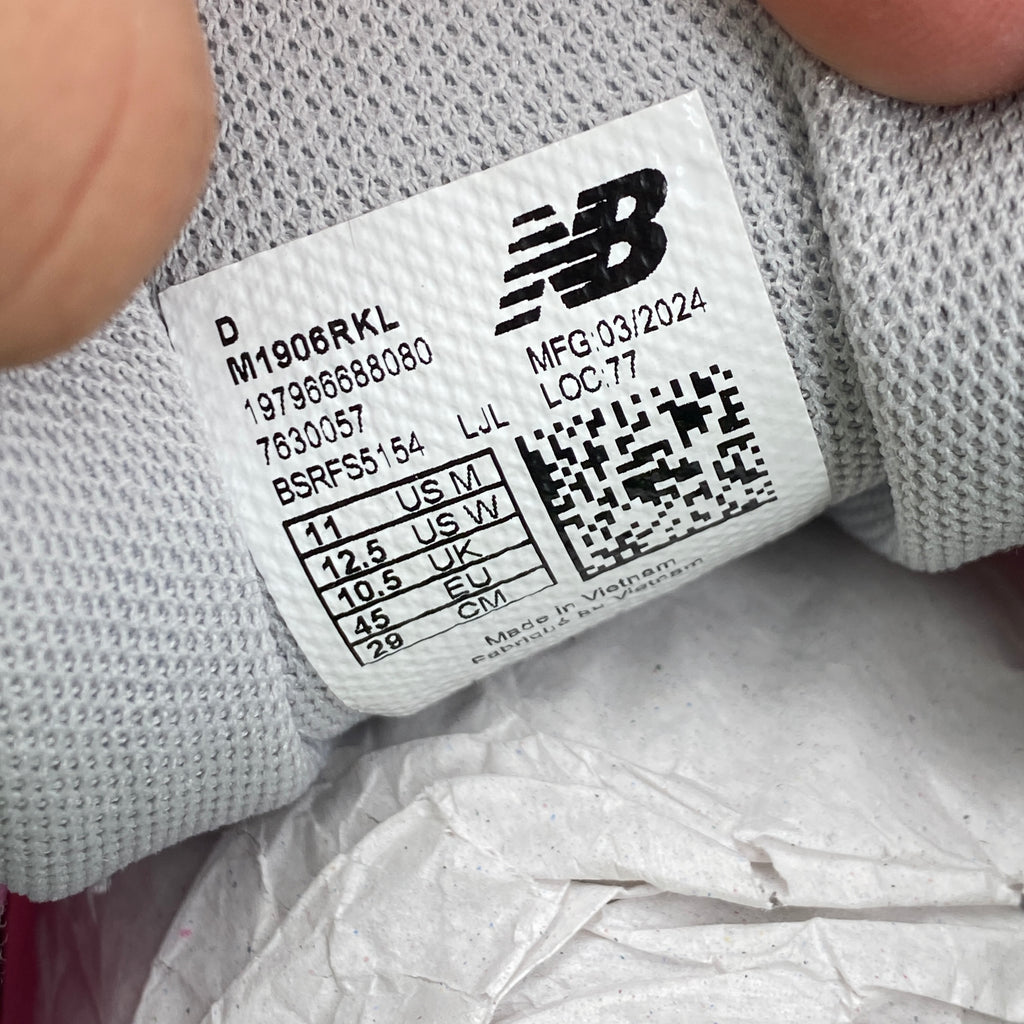 NB
D
M1906RKL
197966688080
7630057
BSRFS5154 LJL
MFG:03/2024
LOC:77
11 US M
12.5 US W
10.5 UK
45 EU
29 CM
Made in Vietnam
Fabriqué au Vietnam